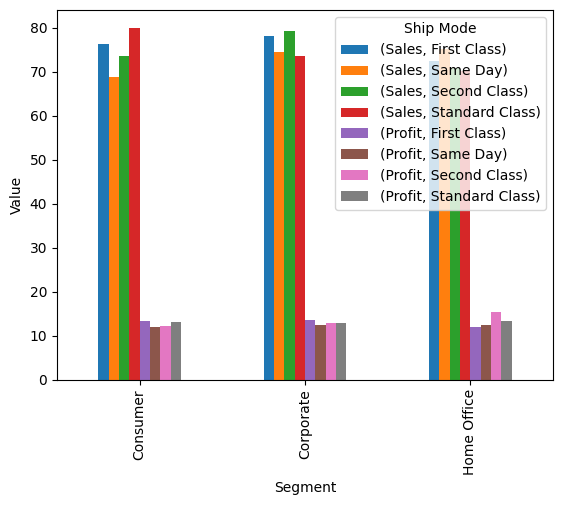 Ship Mode
(Sales, First Class)
(Sales, Same Day)
(Sales, Second Class)
(Sales, Standard Class)
(Profit, First Class)
(Profit, Same Day)
(Profit, Second Class)
(Profit, Standard Class)
Value
80
70
60
50
40
30
20
10
0
Consumer
Corporate
Home Office
Segment